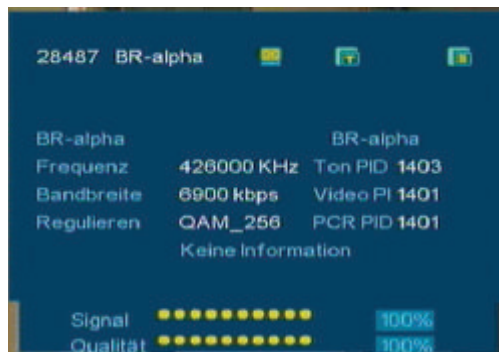 28487 BR-alpha
BR-alpha BR-alpha
Frequenz 426000 KHz Ton PID 1403
Bandbreite 6900 kbps Video PI 1401
Regulieren QAM_256 PCR PID 1401
Keine Information
Signal 100%
Qualität 100%